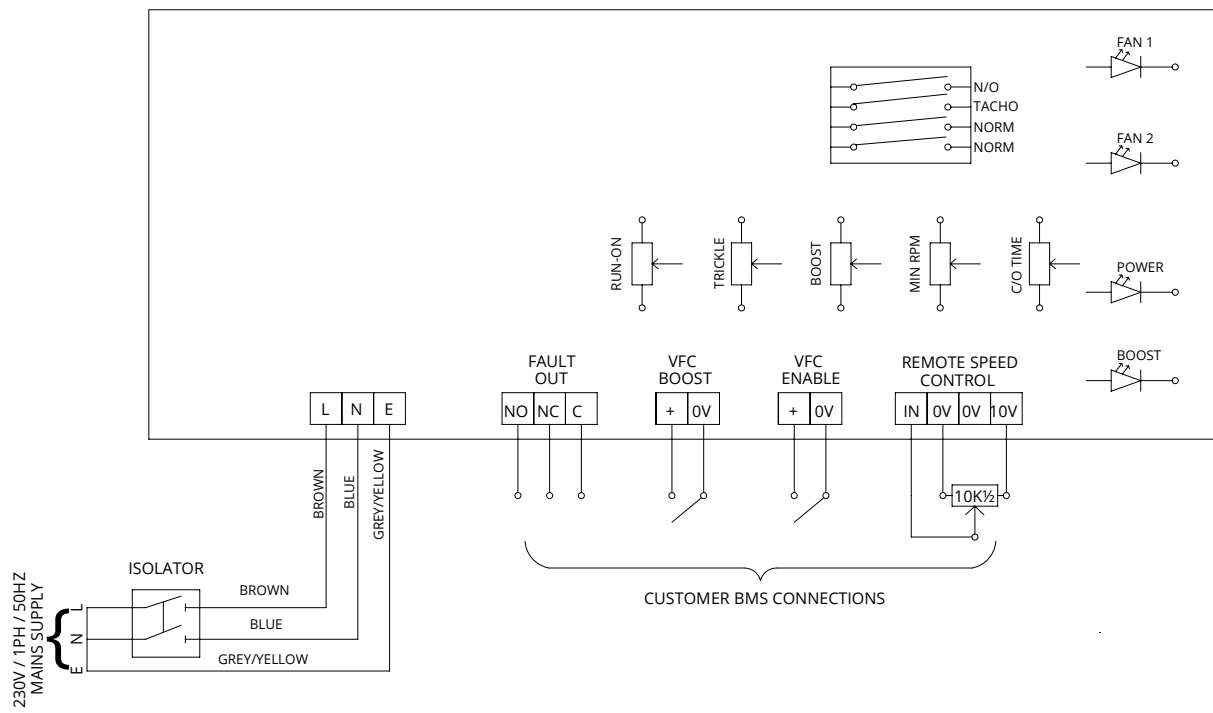 FAN 1
N/O
TACHO
NORM
NORM
FAN 2
RUN-ON
TRICKLE
BOOST
MIN RPM
C/O TIME
POWER
BOOST
FAULT
OUT
VFC
BOOST
VFC
ENABLE
REMOTE SPEED
CONTROL
L N E
NO NC C
+ 0V
+ 0V
IN 0V 0V 10V
BROWN
BLUE
GREY/YELLOW
10K½
ISOLATOR
BROWN
BLUE
GREY/YELLOW
CUSTOMER BMS CONNECTIONS
230V / 1PH / 50HZ
MAINS SUPPLY
L
N
E